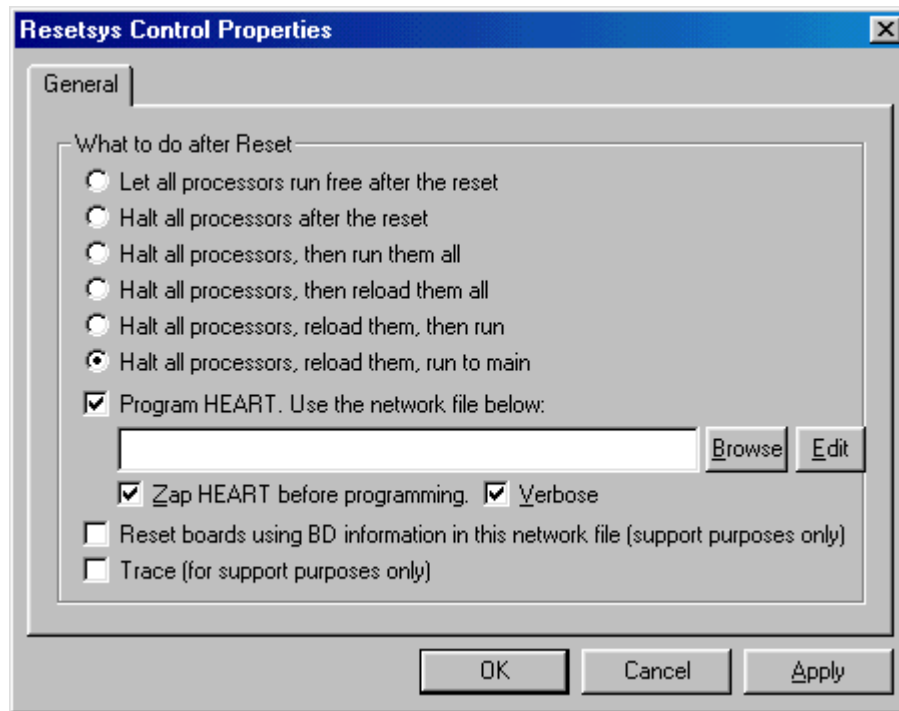 Resetsys Control Properties
General
What to do after Reset
Let all processors run free after the reset
Halt all processors after the reset
Halt all processors, then run them all
Halt all processors, then reload them all
Halt all processors, reload them, then run
Halt all processors, reload them, run to main
Program HEART. Use the network file below:
Browse Edit
Zap HEART before programming. Verbose
Reset boards using BD information in this network file (support purposes only)
Trace (for support purposes only)
OK Cancel Apply